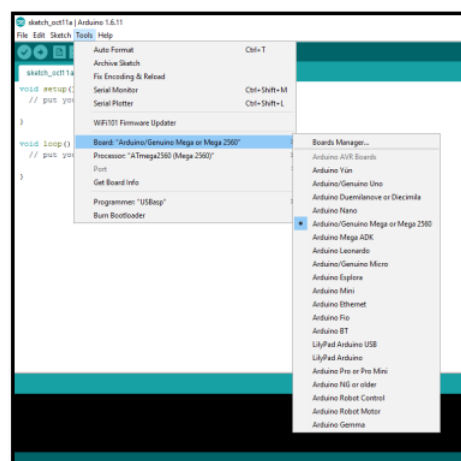 sketch_oct11a | Arduino 1.6.11
File Edit Sketch Tools Help
sketch_oct11a
Auto Format Ctrl+T
Archive Sketch
Fix Encoding & Reload
Serial Monitor Ctrl+Shift+M
Serial Plotter Ctrl+Shift+L
WiFi101 Firmware Updater
Board: "Arduino/Genuino Mega or Mega 2560"
Processor: "ATmega2560 (Mega 2560)"
Port
Get Board Info
Programmer: "USBasp"
Burn Bootloader
void setup()
// put you
}
void loop()
// put you
}
Boards Manager...
Arduino AVR Boards
Arduino Yún
Arduino/Genuino Uno
Arduino Duemilanove or Diecimila
Arduino Nano
Arduino/Genuino Mega or Mega 2560
Arduino Mega ADK
Arduino Leonardo
Arduino/Genuino Micro
Arduino Esplora
Arduino Mini
Arduino Ethernet
Arduino Fio
Arduino BT
LilyPad Arduino USB
LilyPad Arduino
Arduino Pro or Pro Mini
Arduino NG or older
Arduino Robot Control
Arduino Robot Motor
Arduino Gemma